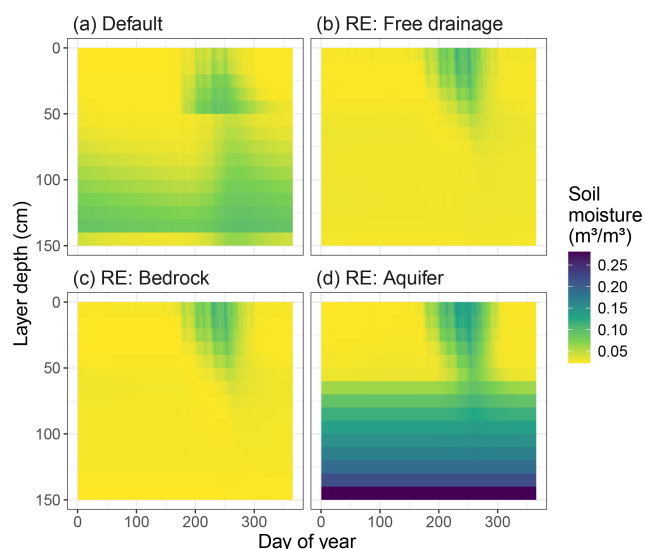 (a) Default
(b) RE: Free drainage
0
50
100
150
(c) RE: Bedrock
(d) RE: Aquifer
0
50
100
150
0 100 200 300
0 100 200 300
Layer depth (cm)
Day of year
Soil
moisture
(m³/m³)
0.25
0.20
0.15
0.10
0.05